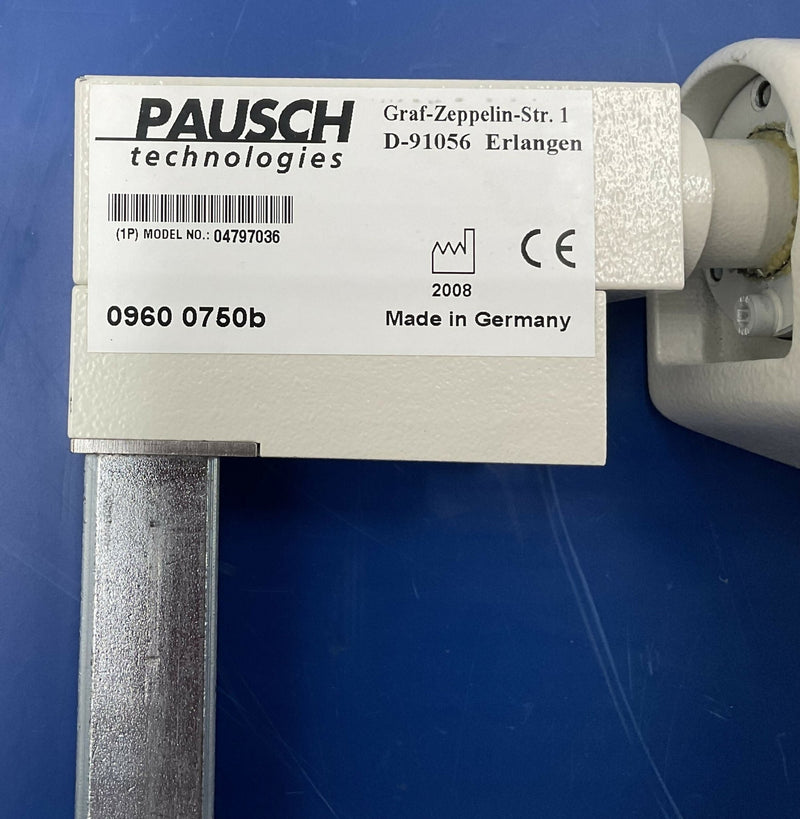 PAUSCH
technologies
Graf-Zeppelin-Str. 1
D-91056 Erlangen
(1P) MODEL NO.: 04797036
CE
2008
0960 0750b
Made in Germany